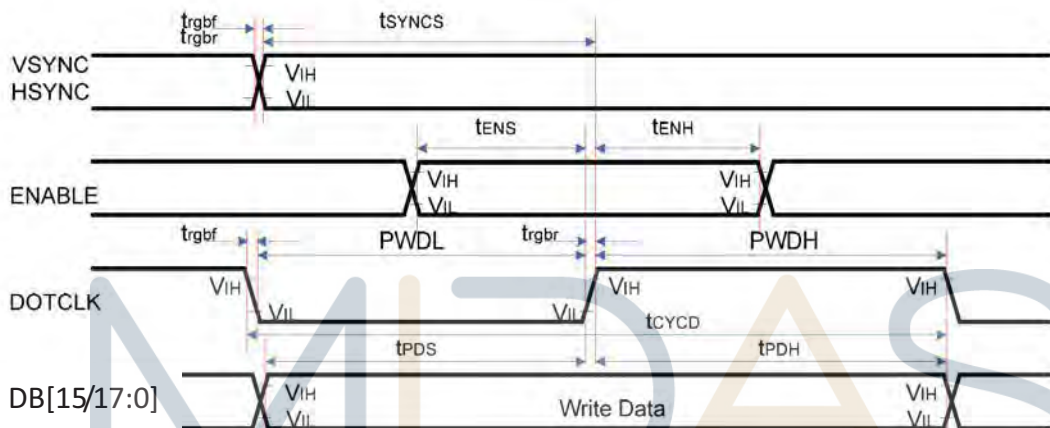 trgbf
trgbr
tSYNCS
VSYNC
HSYNC
VIH
VIL
tENS
tENH
ENABLE
VIH
VIL
VIH
VIL
trgbf
PWDL
trgbr
PWDH
DOTCLK
VIH
VIL
VIH
VIH
tCYCD
tPDS
tPDH
DB[15/17:0]
VIH
VIL
Write Data
VIH
VIL
MIDAS